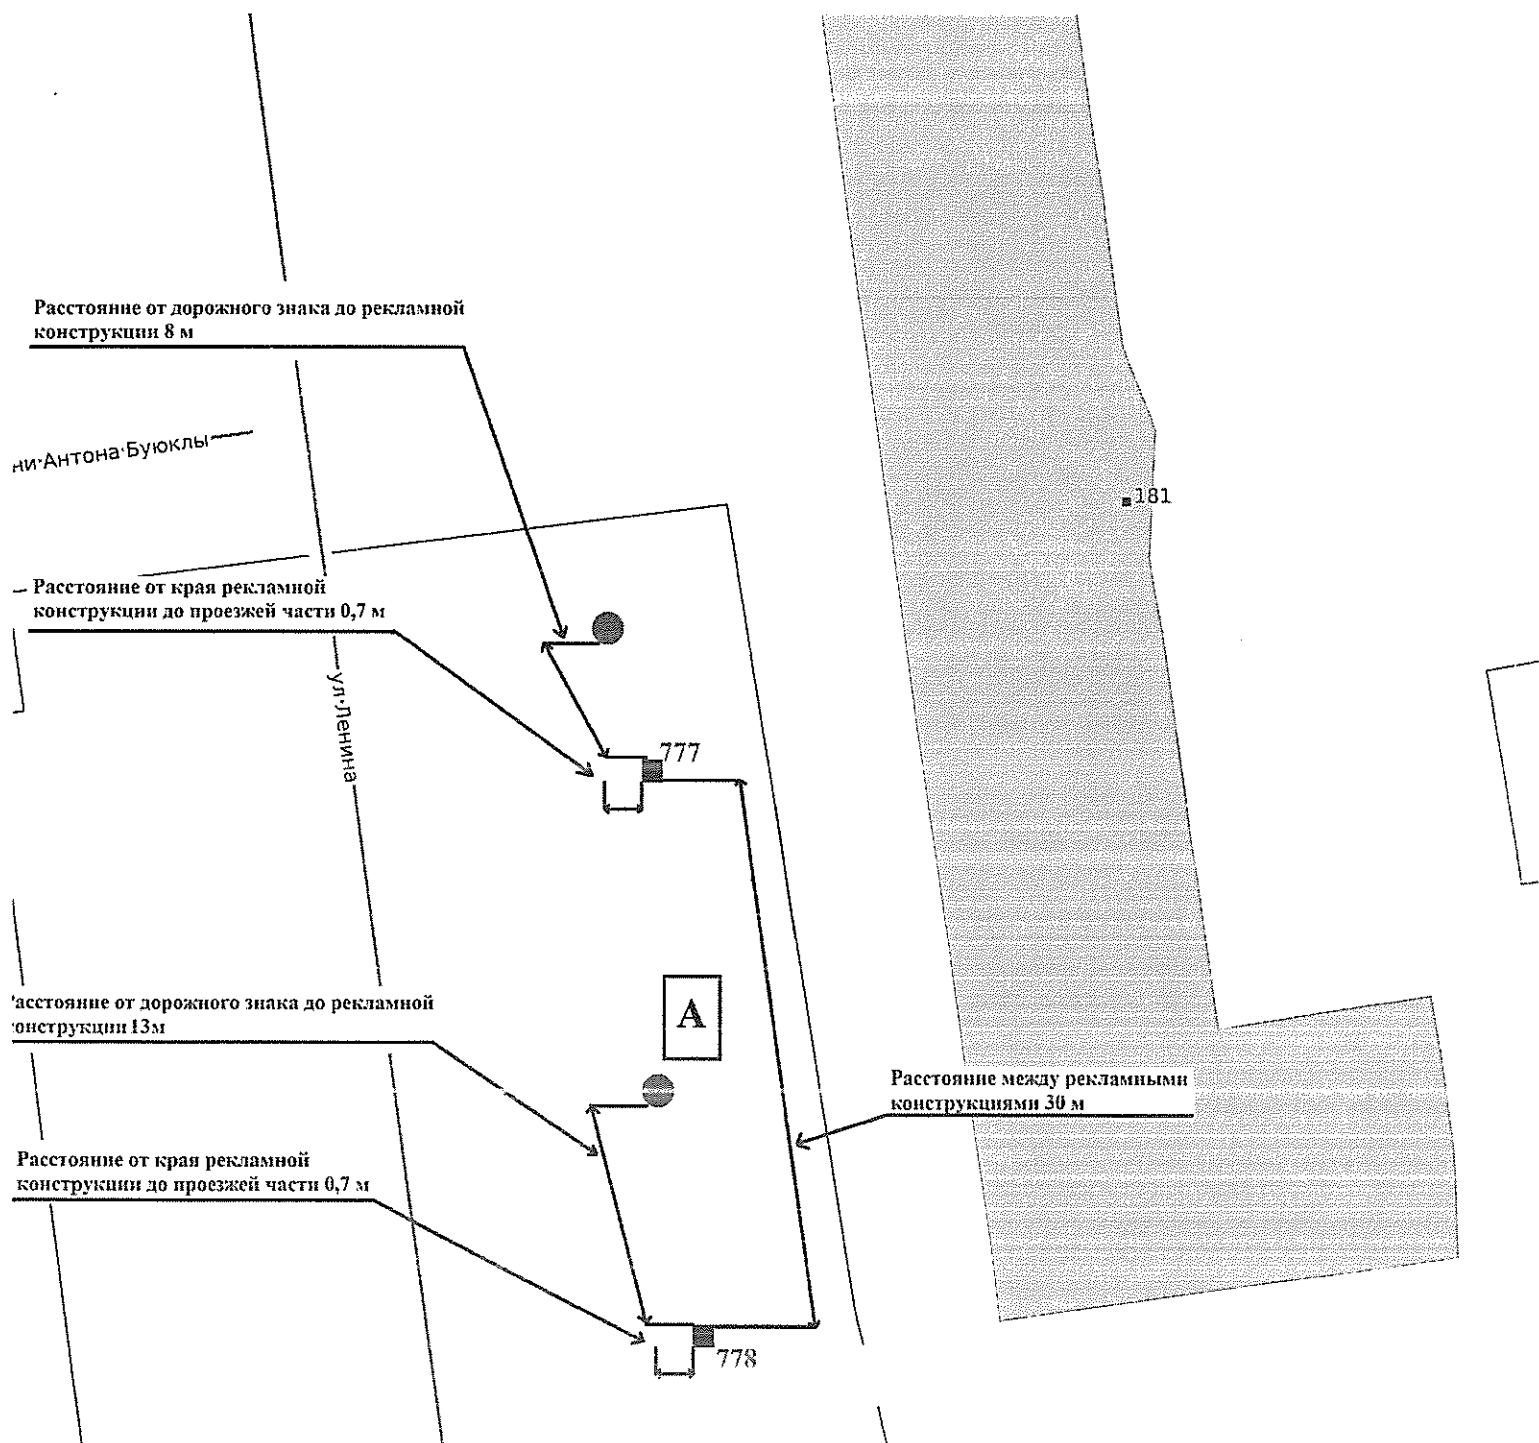 Расстояние от дорожного знака до рекламной
конструкции 8 м
ни·Антона·Буюклы
181
Расстояние от края рекламной
конструкции до проезжей части 0,7 м
ул·Ленина
777
асстояние от дорожного знака до рекламной
онструкции 13м
А
Расстояние между рекламными
конструкциями 30 м
Расстояние от края рекламной
конструкции до проезжей части 0,7 м
778